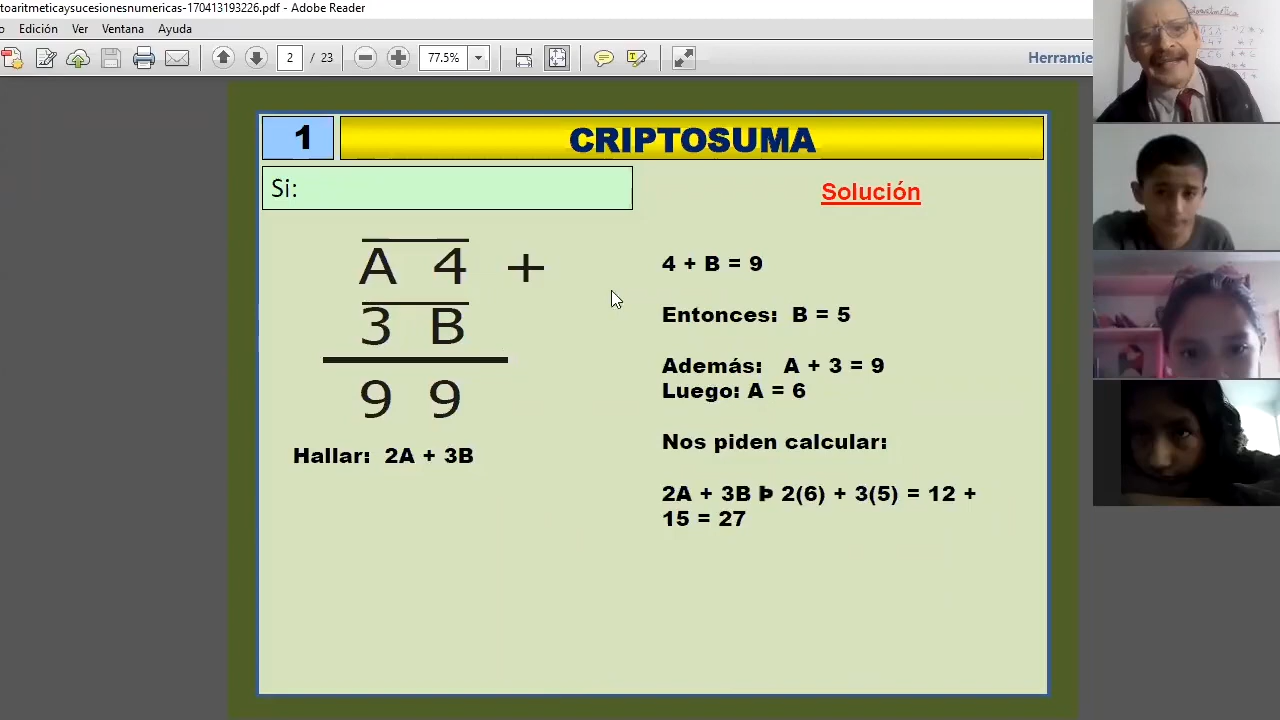 toaritmeticaysucesionesnumericas-170413193226.pdf - Adobe Reader
o Edición Ver Ventana Ayuda
2 / 23 77.5% Herramie
1 CRIPTOSUMA
Si:
Solución
A 4 +
3 B
9 9
Hallar: 2A + 3B
4 + B = 9
Entonces: B = 5
Además: A + 3 = 9
Luego: A = 6
Nos piden calcular:
2A + 3B Þ 2(6) + 3(5) = 12 +
15 = 27